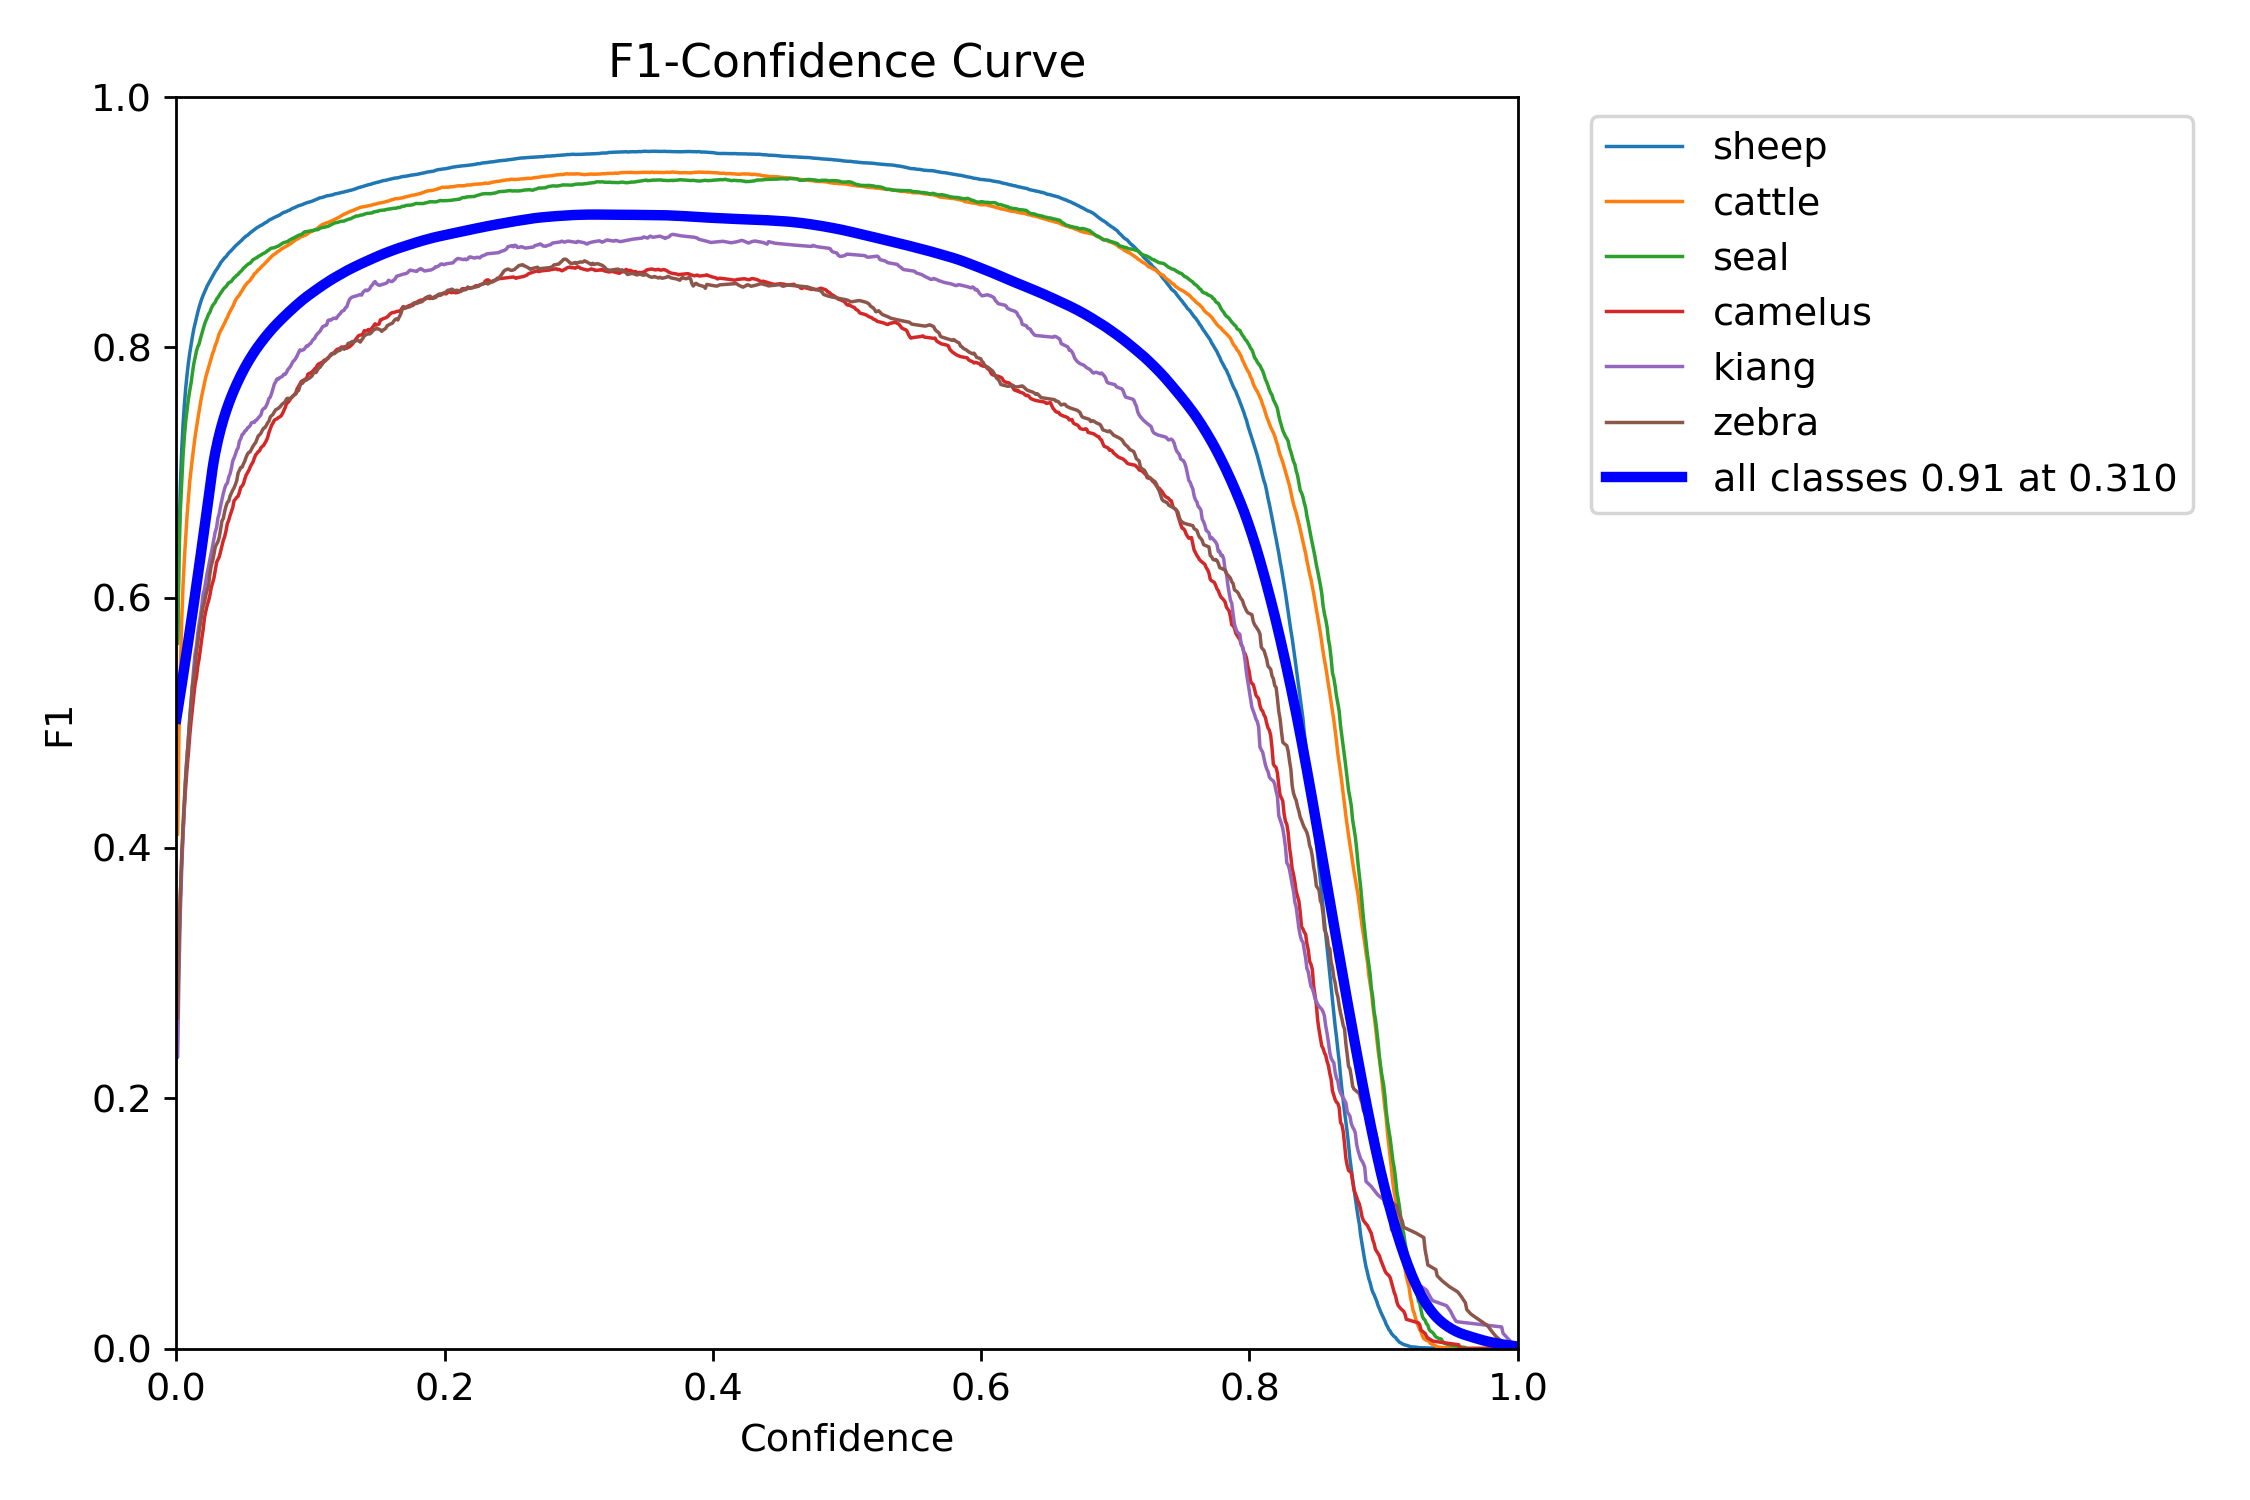 F1-Confidence Curve
1.0
0.8
0.6
0.4
0.2
0.0
F1
0.0 0.2 0.4 0.6 0.8 1.0
Confidence
sheep
cattle
seal
camelus
kiang
zebra
all classes 0.91 at 0.310